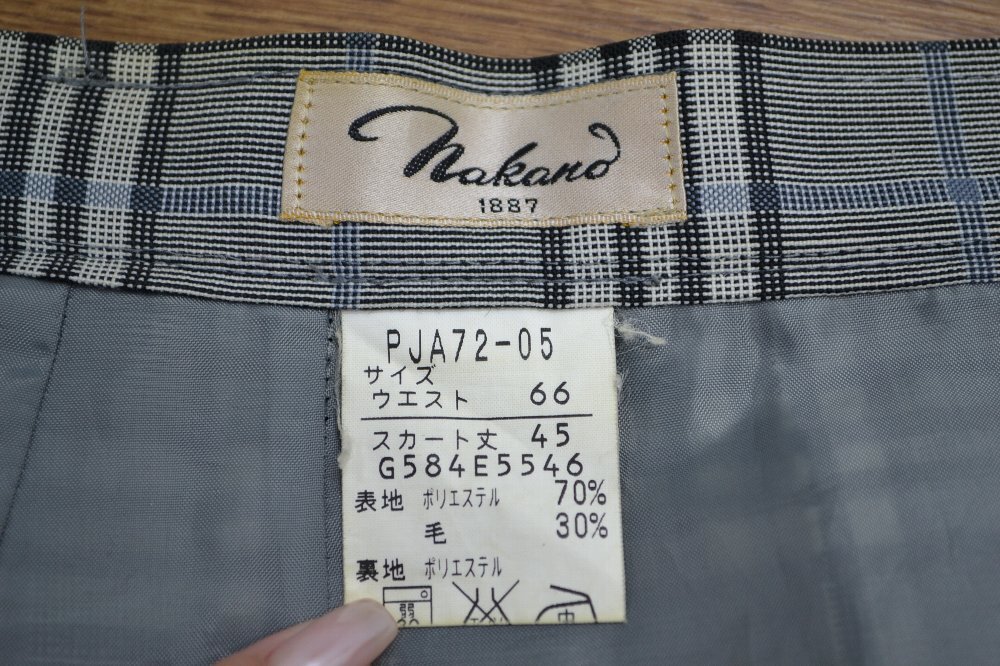 Nakano
1887
PJA72-05
サイズ
ウエスト 66
スカート丈 45
G584E5546
表地 ポリエステル 70%
毛 30%
裏地 ポリエステル
弱
中